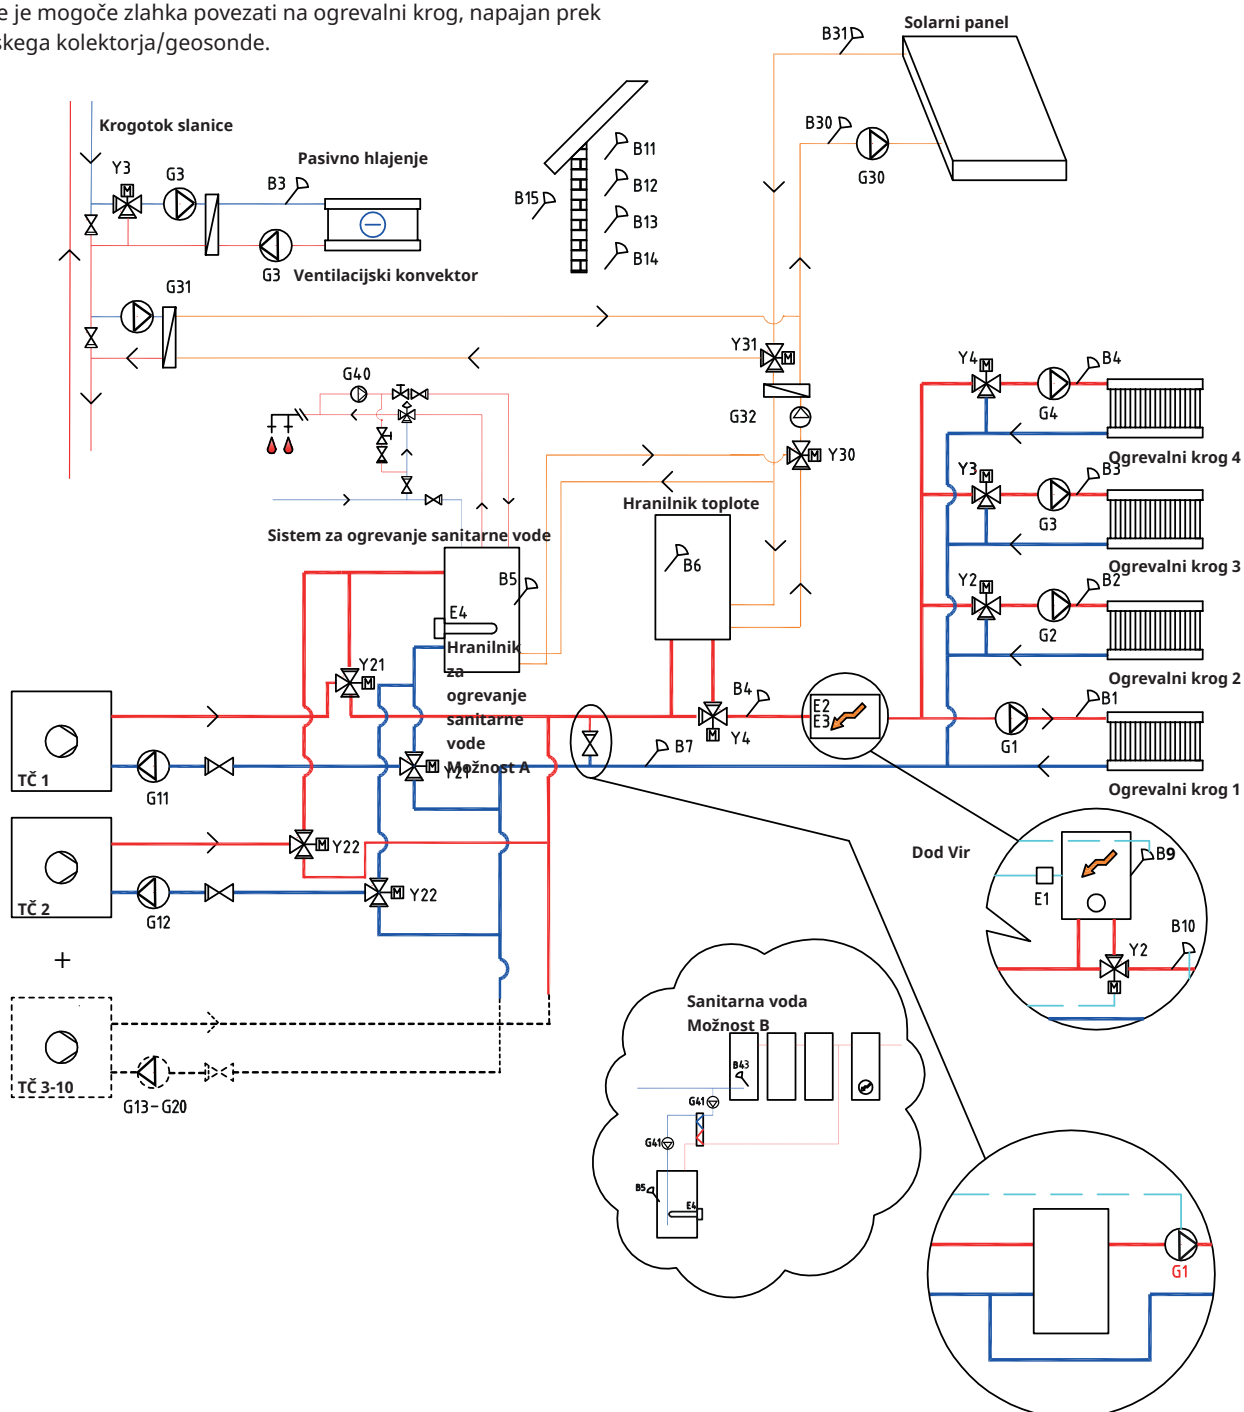 e je mogoče zlahka povezati na ogrevalni krog, napajan prek
skega kolektorja/geosonde.
Solarni panel
B31
B30
G30
Krogotok slanice
Y3
G3
B3
Pasivno hlajenje
G3
Ventilacijski konvektor
B11
B12
B15
B13
B14
G31
Y31
M
G32
Y30
M
G40
Y4
M
B4
G4
Ogrevalni krog 4
Y3
M
B3
G3
Ogrevalni krog 3
Y2
M
B2
G2
Ogrevalni krog 2
B1
G1
Ogrevalni krog 1
Hranilnik toplote
B6
Sistem za ogrevanje sanitarne vode
B5
E4
Hranilnik
za
ogrevanje
sanitarne
vode
Možnost A
Y21
M
Y21
M
B4
Y4
M
E2
E3
B7
TČ 1
G11
Y22
M
TČ 2
G12
Y22
M
+
TČ 3-10
G13-G20
Dod Vir
B9
E1
B10
Y2
M
Sanitarna voda
Možnost B
B43
G41
G41
B5
E4
G1